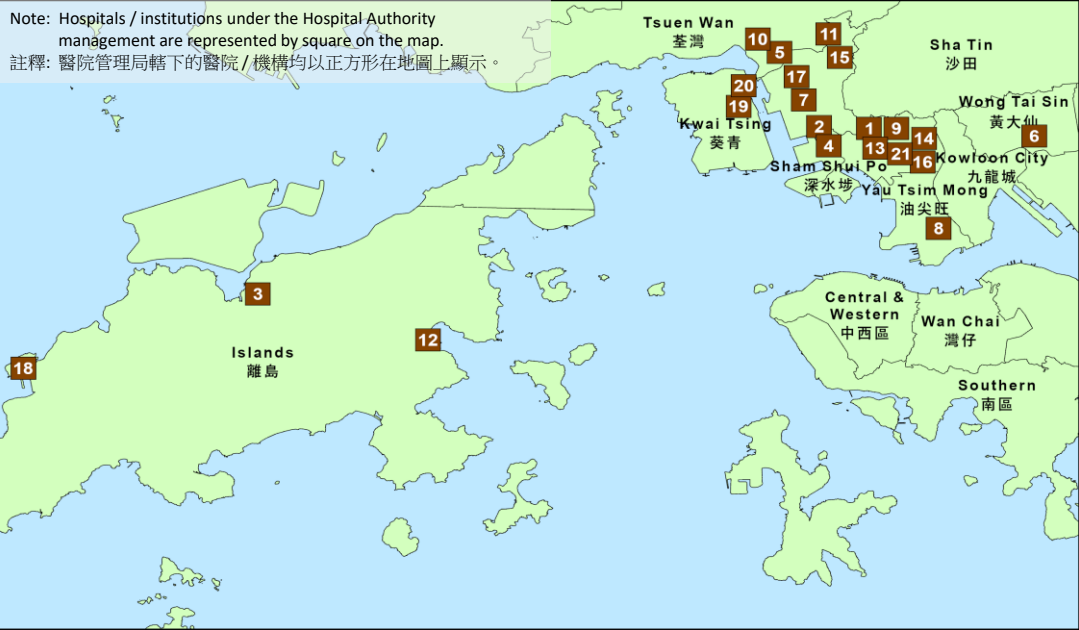 Note: Hospitals / institutions under the Hospital Authority
management are represented by square on the map.
註釋: 醫院管理局轄下的醫院 / 機構均以正方形在地圖上顯示。
Tsuen Wan
荃灣
10
5
11
15
Sha Tin
沙田
20
19
17
7
Kwai Tsing
葵青
2
4
1
9
13
21
14
16
Wong Tai Sin
黃大仙
6
Sham Shui Po
深水埗
Kowloon City
九龍城
Yau Tsim Mong
油尖旺
8
3
12
18
Islands
離島
Central &
Western
中西區
Wan Chai
灣仔
Southern
南區